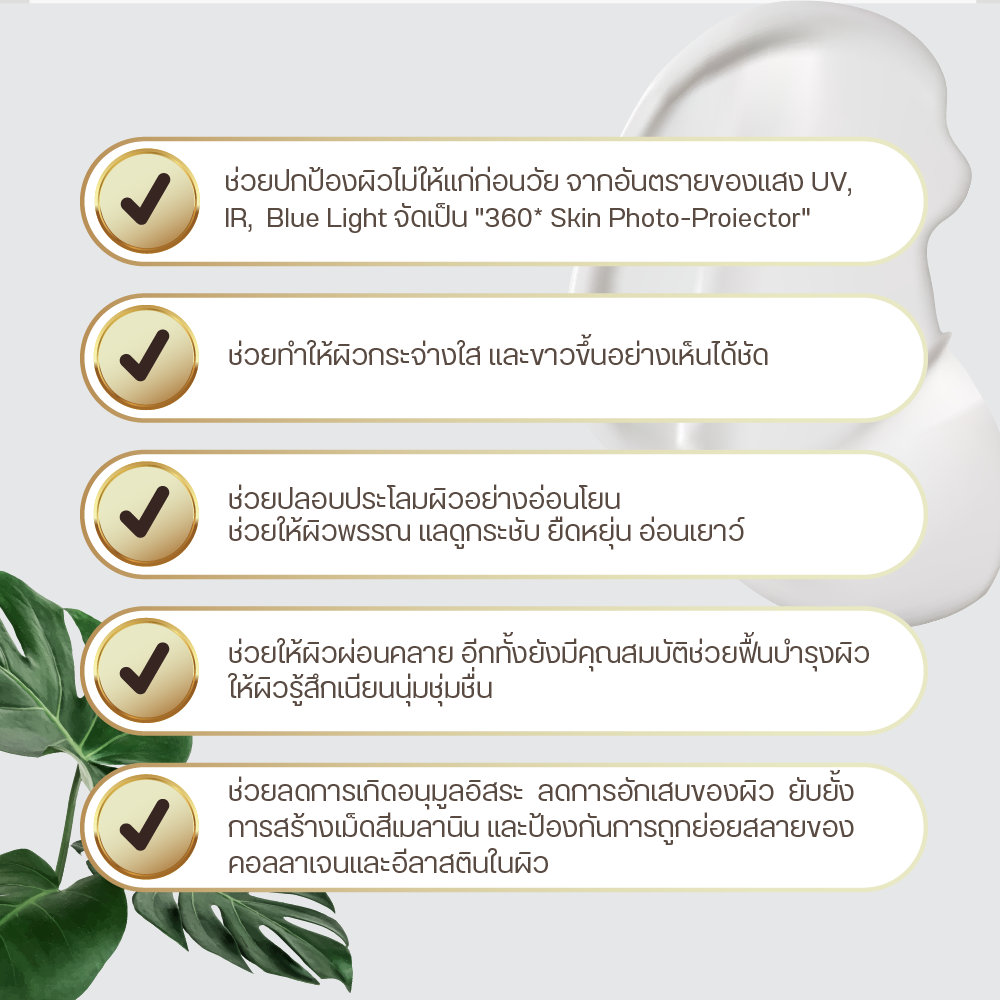 ช่วยปกป้องผิวไม่ให้แก่ก่อนวัย จากอันตรายของแสง UV,
IR, Blue Light จัดเป็น "360* Skin Photo-Proiector"
ช่วยทำให้ผิวกระจ่างใส และขาวขึ้นอย่างเห็นได้ชัด
ช่วยปลอบประโลมผิวอย่างอ่อนโยน
ช่วยให้ผิวพรรณ แลดูกระชับ ยืดหยุ่น อ่อนเยาว์
ช่วยให้ผิวผ่อนคลาย อีกทั้งยังมีคุณสมบัติช่วยฟื้นบำรุงผิว
ให้ผิวรู้สึกเนียนนุ่มชุ่มชื่น
ช่วยลดการเกิดอนุมูลอิสระ ลดการอักเสบของผิว ยับยั้ง
การสร้างเม็ดสีเมลานิน และป้องกันการถูกย่อยสลายของ
คอลลาเจนและอีลาสตินในผิว